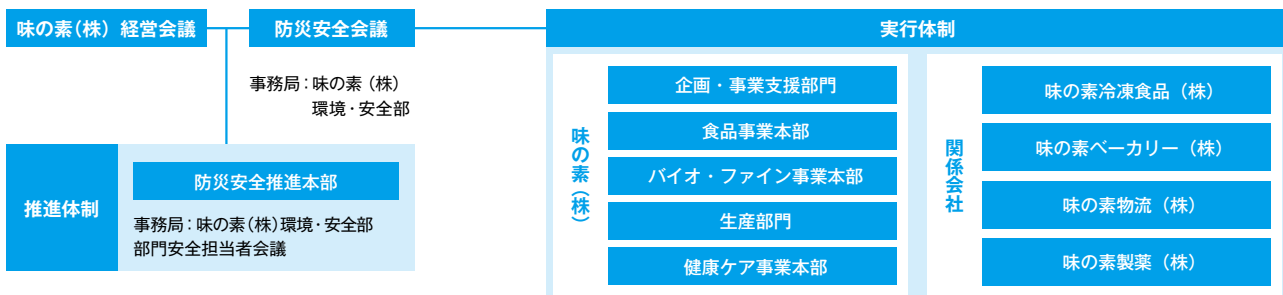 味の素（株）経営会議
防災安全会議
事務局：味の素（株）
環境・安全部
推進体制
防災安全推進本部
事務局：味の素（株）環境・安全部
部門安全担当者会議
実行体制
味の素（株）
企画・事業支援部門
食品事業本部
バイオ・ファイン事業本部
生産部門
健康ケア事業本部
関係会社
味の素冷凍食品（株）
味の素ベーカリー（株）
味の素物流（株）
味の素製薬（株）